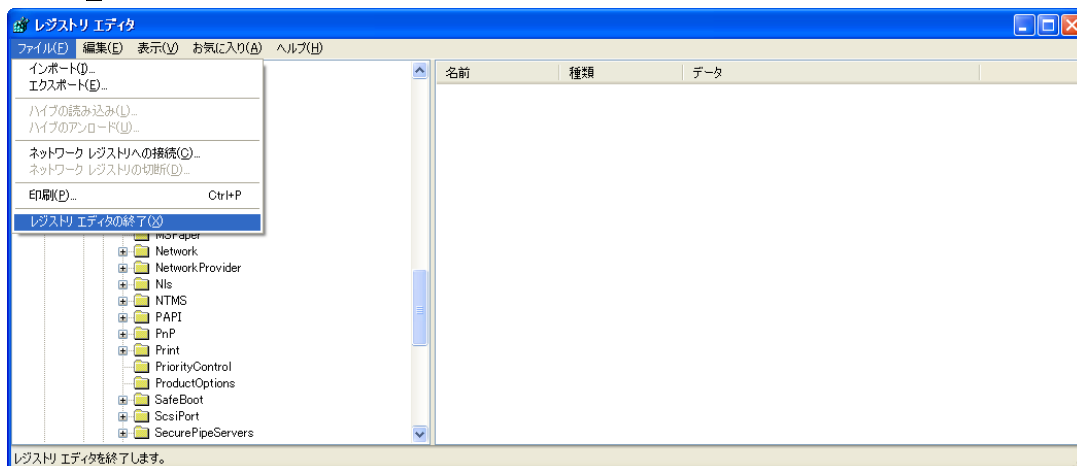 レジストリ エディタ
ファイル(F) 編集(E) 表示(V) お気に入り(A) ヘルプ(H)
インポート(I)...
エクスポート(E)...
ハイブの読み込み(L)...
ハイブのアンロード(U)...
ネットワーク レジストリへの接続(C)...
ネットワーク レジストリの切断(D)...
印刷(P)... Ctrl+P
レジストリ エディタの終了(X)
名前 種類 データ
MSPaper
Network
NetworkProvider
Nls
NTMS
PAPI
PnP
Print
PriorityControl
ProductOptions
SafeBoot
ScsiPort
SecurePipeServers
レジストリ エディタを終了します。